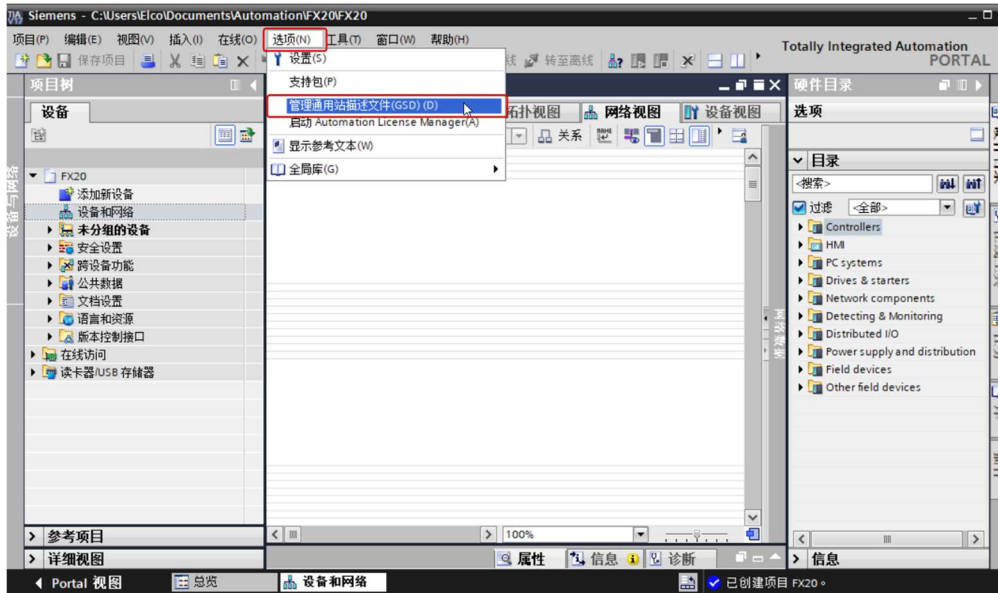 Siemens - C:\Users\Elco\Documents\Automation\FX20\FX20
项目(P) 编辑(E) 视图(V) 插入(I) 在线(O) 选项(N) 工具(T) 窗口(W) 帮助(H)
Totally Integrated Automation
PORTAL
保存项目
转至离线
设置(S)
支持包(P)
管理通用站描述文件(GSD) (D)
启动 Automation License Manager(A)
显示参考文本(W)
全局库(G)
项目树
设备
FX20
添加新设备
设备和网络
未分组的设备
安全设置
跨设备功能
公共数据
文档设置
语言和资源
版本控制接口
在线访问
读卡器/USB 存储器
参考项目
详细视图
设备与网络
拓扑视图
网络视图
设备视图
关系
网络数据
100%
属性
信息
诊断
硬件目录
选项
目录
<搜索>
过滤
<全部>
Controllers
HMI
PC systems
Drives & starters
Network components
Detecting & Monitoring
Distributed I/O
Power supply and distribution
Field devices
Other field devices
信息
Portal 视图
总览
设备和网络
已创建项目 FX20。